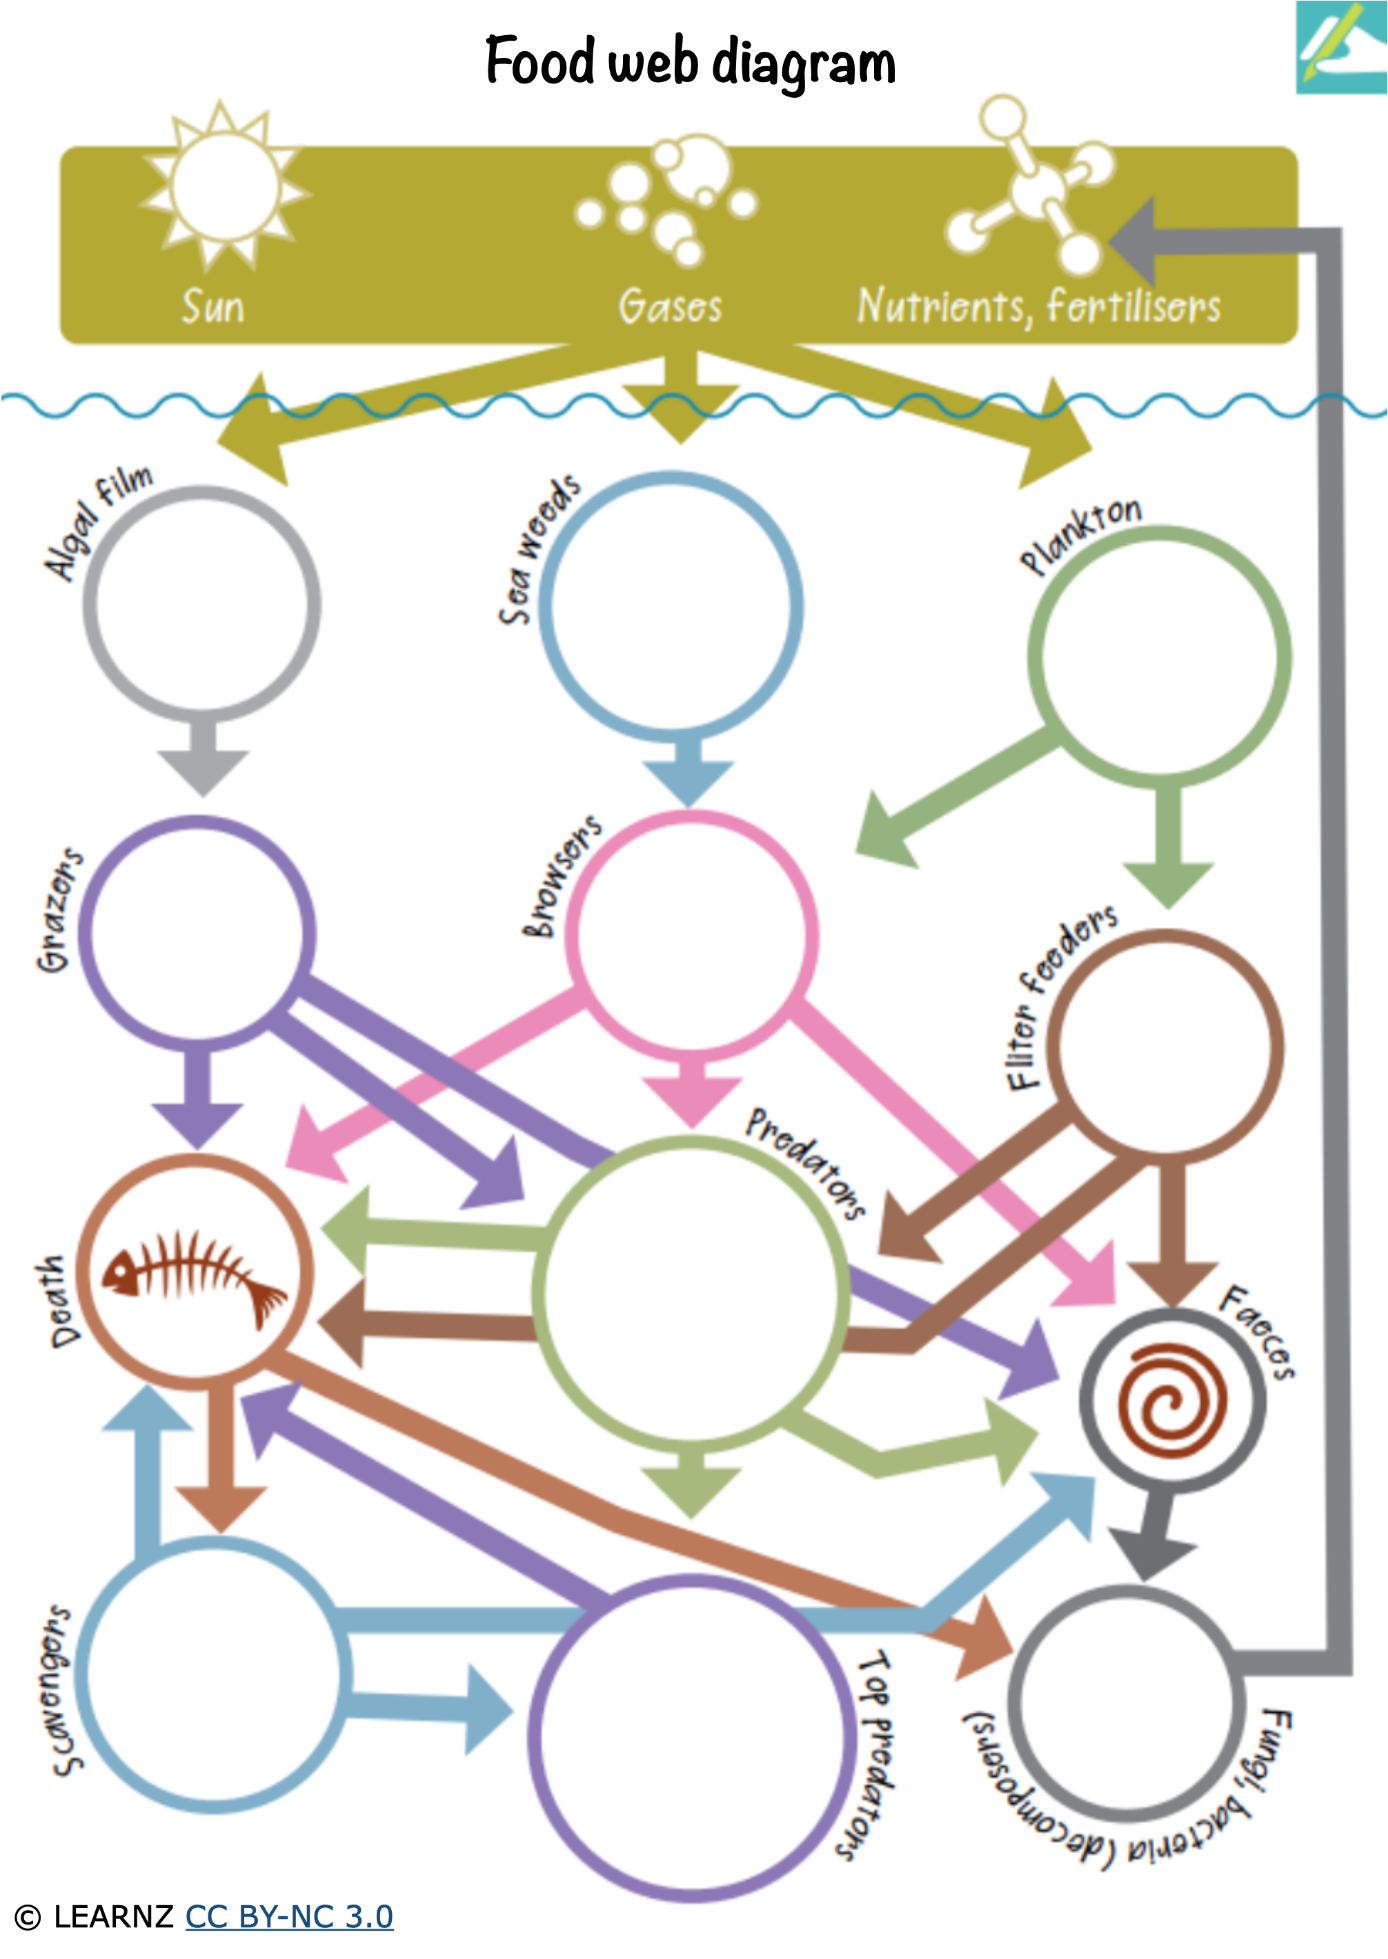 Food web diagram
Sun
Gases
Nutrients, fertilisers
Algal film
Sea weeds
Plankton
Grazers
Browsers
Fliter feeders
Predators
Death
Faeces
Scavengers
Top predators
Fungi, bacteria (decomposers)
© LEARNZ CC BY-NC 3.0